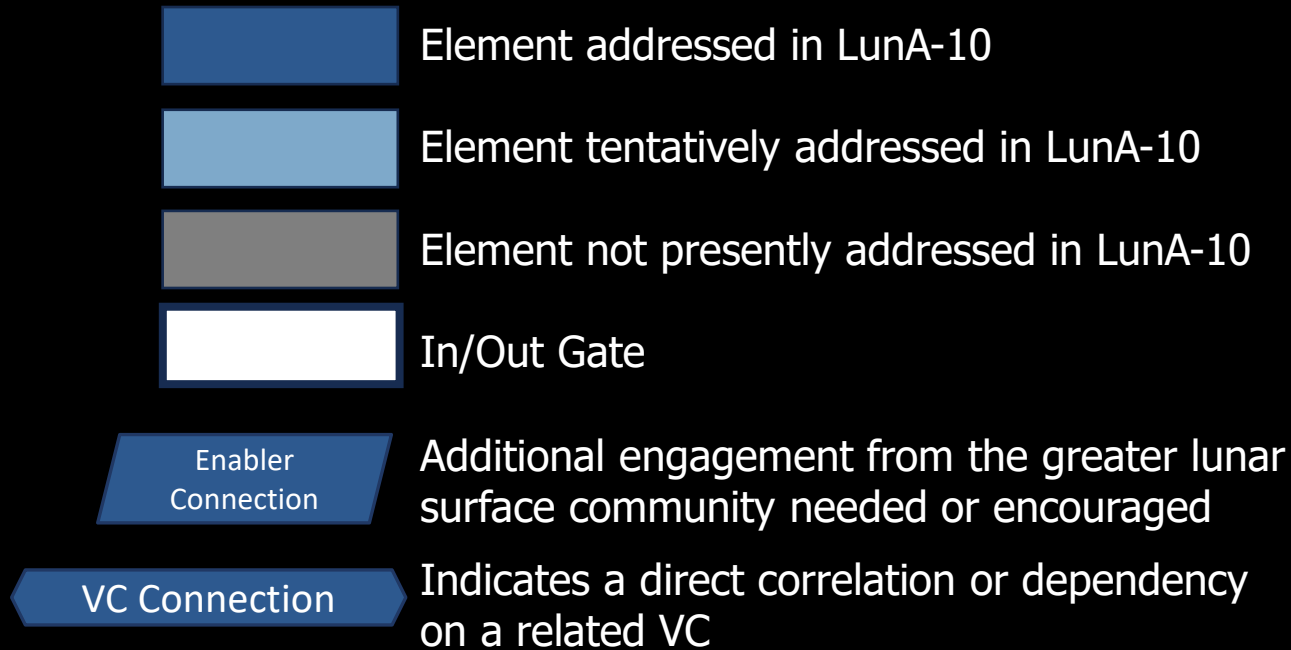 Element addressed in LunA-10
Element tentatively addressed in LunA-10
Element not presently addressed in LunA-10
In/Out Gate
Enabler
Connection
Additional engagement from the greater lunar
surface community needed or encouraged
VC Connection
Indicates a direct correlation or dependency
on a related VC